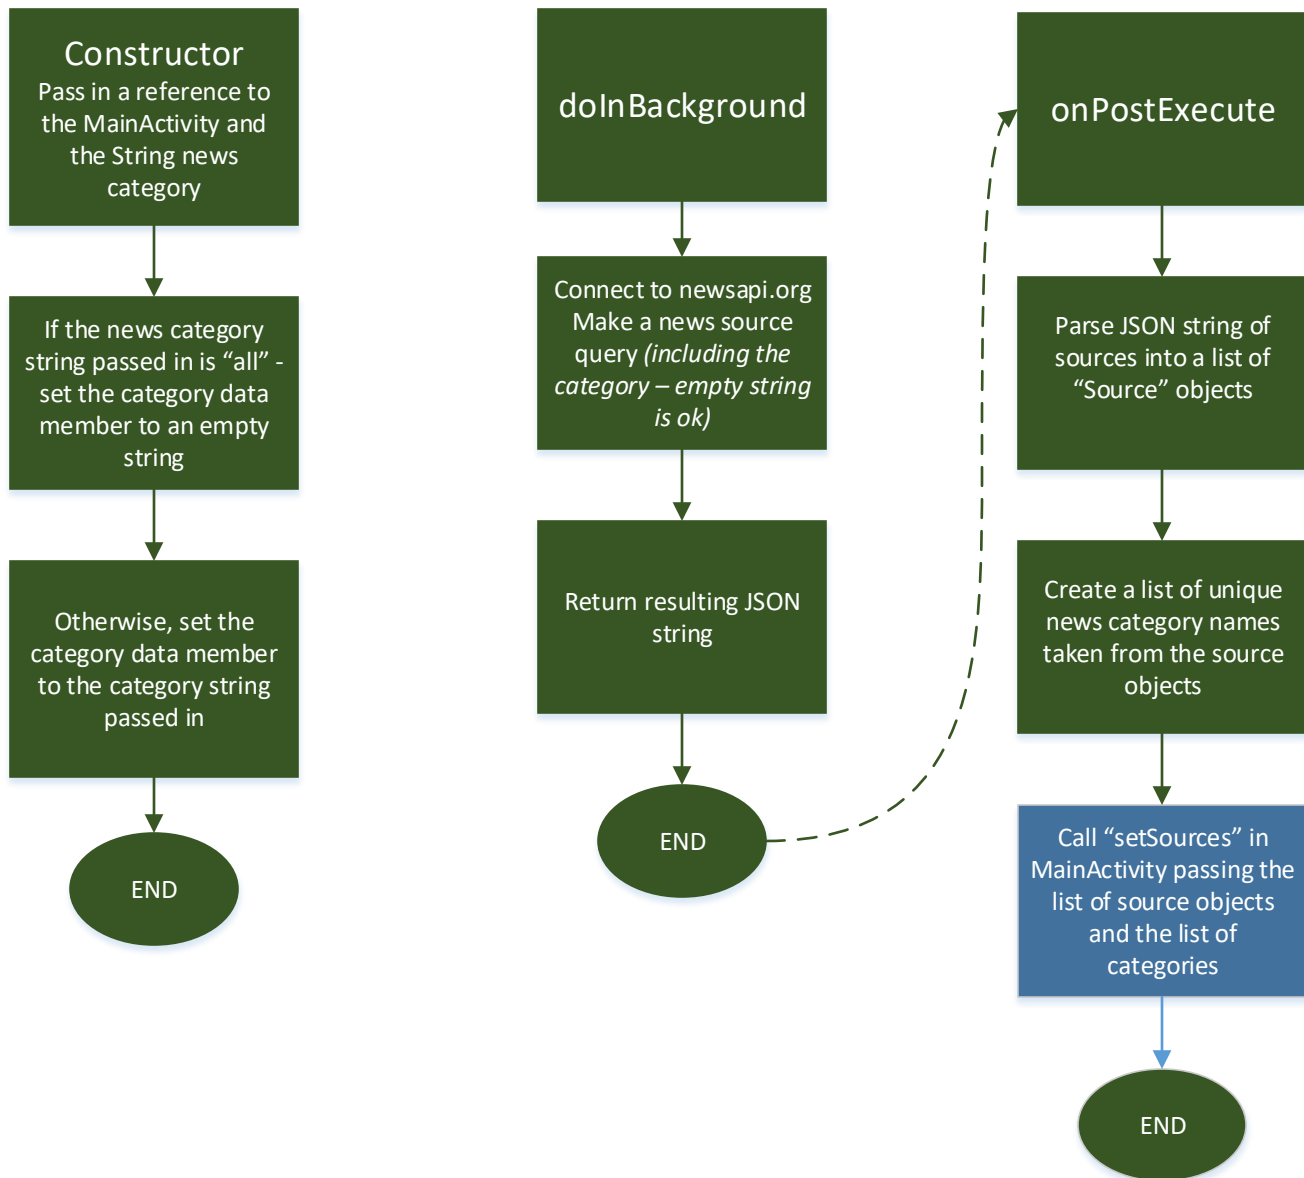 Constructor
Pass in a reference to
the MainActivity and
the String news
category
If the news category
string passed in is “all” -
set the category data
member to an empty
string
Otherwise, set the
category data member
to the category string
passed in
END
doInBackground
Connect to newsapi.org
Make a news source
query (including the
category – empty string
is ok)
Return resulting JSON
string
END
onPostExecute
Parse JSON string of
sources into a list of
“Source” objects
Create a list of unique
news category names
taken from the source
objects
Call “setSources” in
MainActivity passing the
list of source objects
and the list of
categories
END